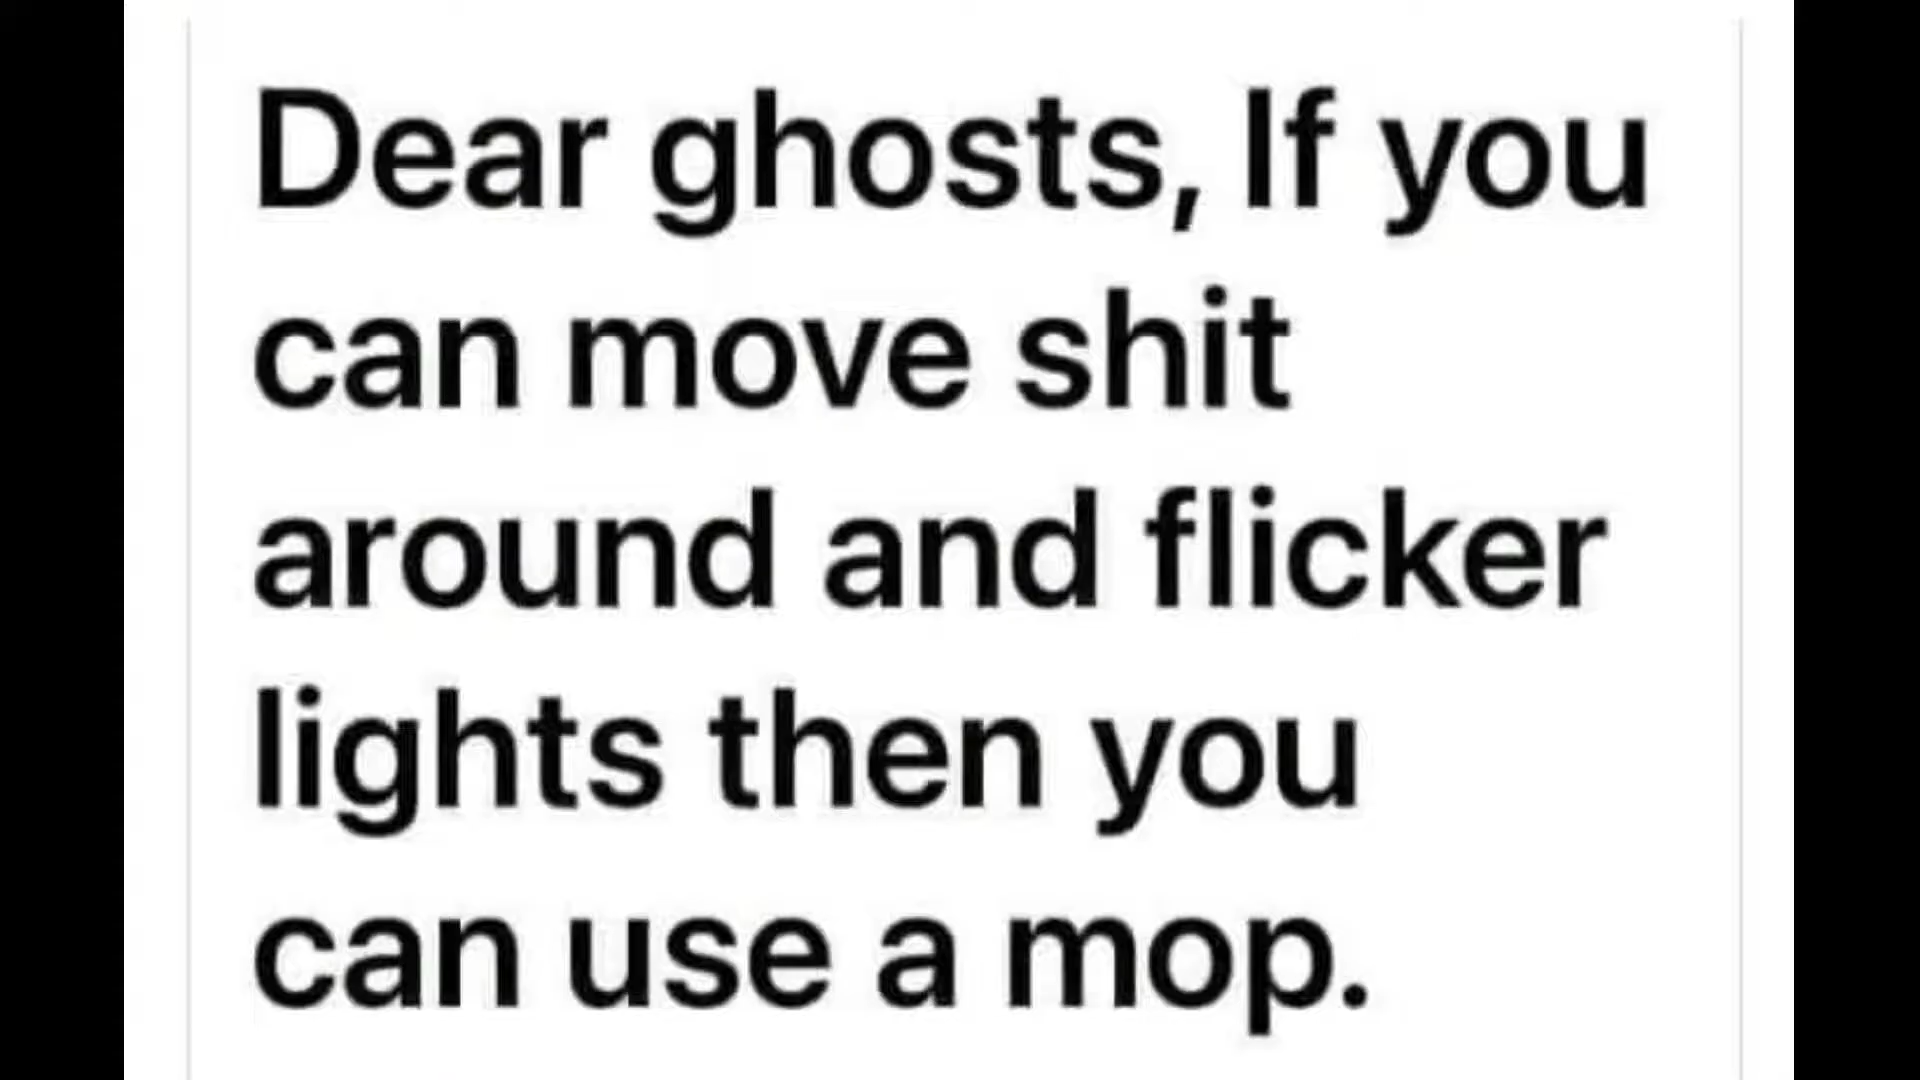 Dear ghosts, If you
can move shit
around and flicker
lights then you
can use a mop.